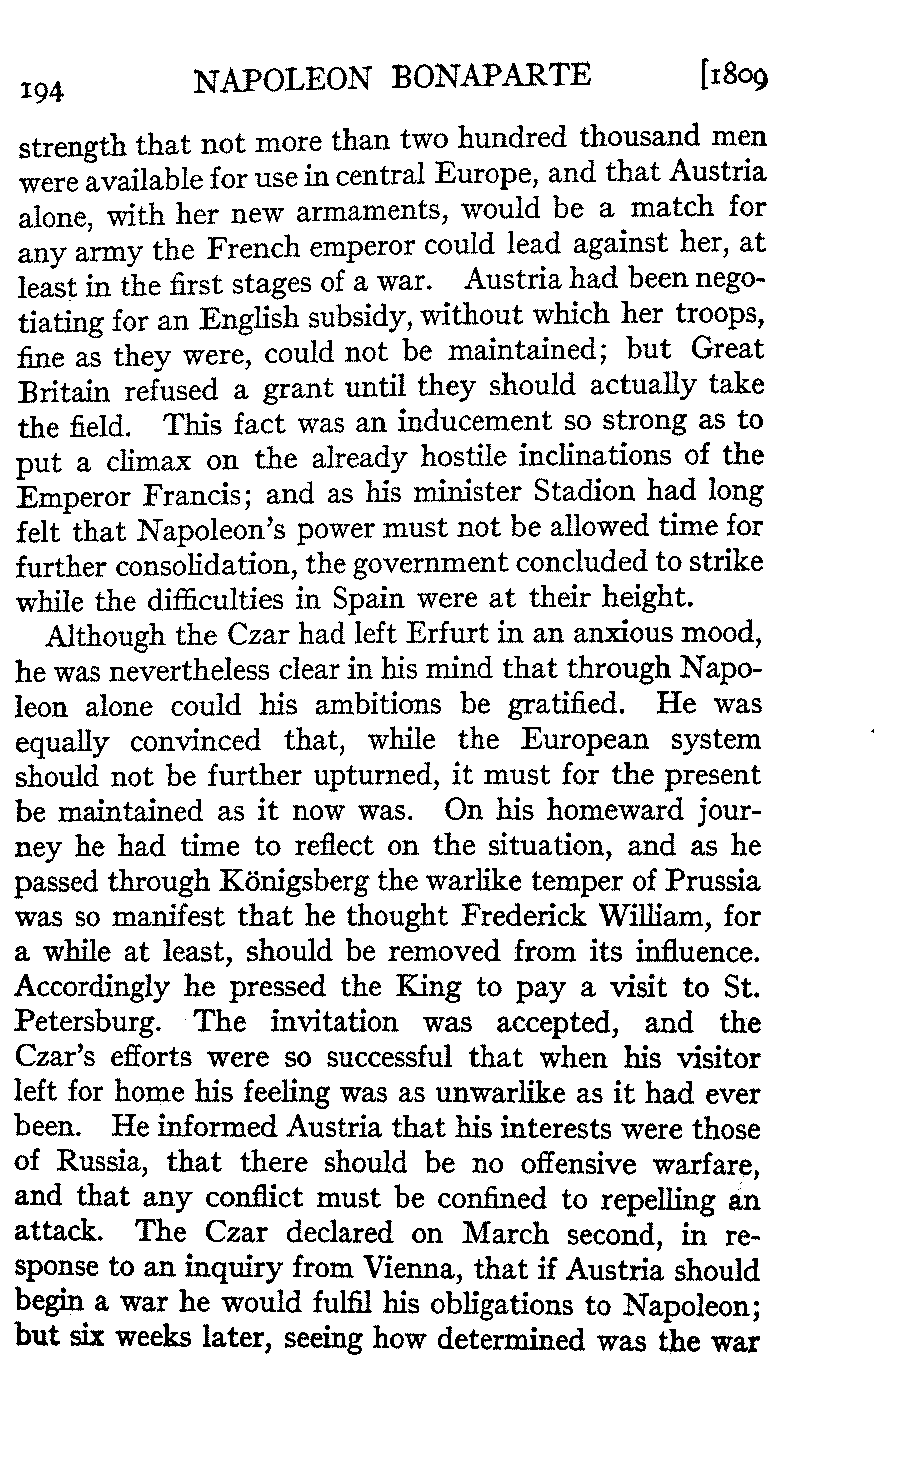 194 NAPOLEON BONAPARTE [1809
strength that not more than two hundred thousand men
were available for use in central Europe, and that Austria
alone, with her new armaments, would be a match for
any army the French emperor could lead against her, at
least in the first stages of a war. Austria had been nego-
tiating for an English subsidy, without which her troops,
fine as they were, could not be maintained; but Great
Britain refused a grant until they should actually take
the field. This fact was an inducement so strong as to
put a climax on the already hostile inclinations of the
Emperor Francis; and as his minister Stadion had long
felt that Napoleon's power must not be allowed time for
further consolidation, the government concluded to strike
while the difficulties in Spain were at their height.
Although the Czar had left Erfurt in an anxious mood,
he was nevertheless clear in his mind that through Napo-
leon alone could his ambitions be gratified. He was
equally convinced that, while the European system
should not be further upturned, it must for the present
be maintained as it now was. On his homeward jour-
ney he had time to reflect on the situation, and as he
passed through Königsberg the warlike temper of Prussia
was so manifest that he thought Frederick William, for
a while at least, should be removed from its influence.
Accordingly he pressed the King to pay a visit to St.
Petersburg. The invitation was accepted, and the
Czar's efforts were so successful that when his visitor
left for home his feeling was as unwarlike as it had ever
been. He informed Austria that his interests were those
of Russia, that there should be no offensive warfare,
and that any conflict must be confined to repelling an
attack. The Czar declared on March second, in re-
sponse to an inquiry from Vienna, that if Austria should
begin a war he would fulfil his obligations to Napoleon;
but six weeks later, seeing how determined was the war